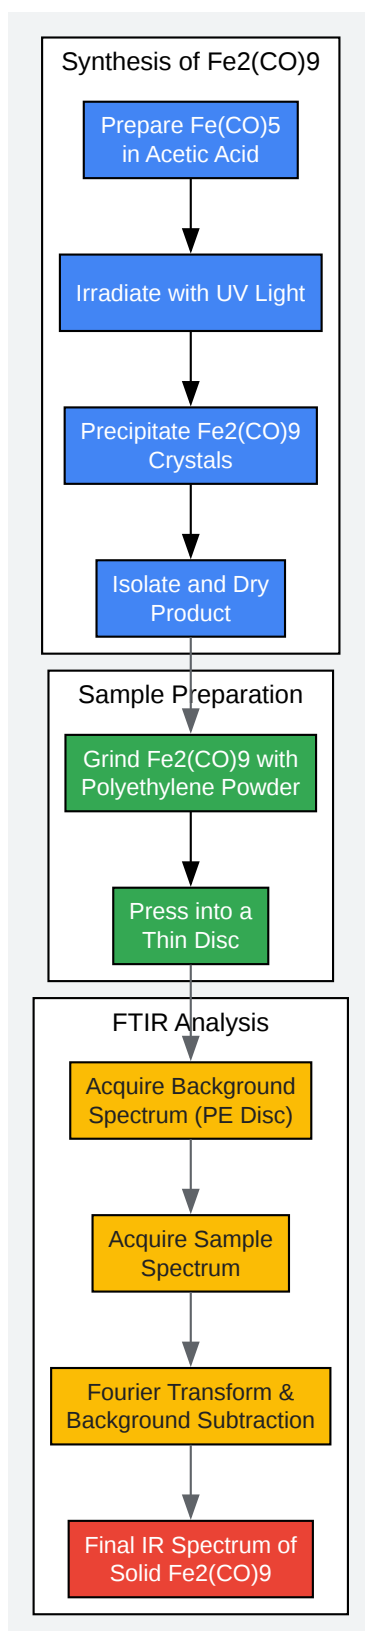 Synthesis of Fe2(CO)9
Prepare Fe(CO)5
in Acetic Acid
Irradiate with UV Light
Precipitate Fe2(CO)9
Crystals
Isolate and Dry
Product
Sample Preparation
Grind Fe2(CO)9 with
Polyethylene Powder
Press into a
Thin Disc
FTIR Analysis
Acquire Background
Spectrum (PE Disc)
Acquire Sample
Spectrum
Fourier Transform &
Background Subtraction
Final IR Spectrum of
Solid Fe2(CO)9